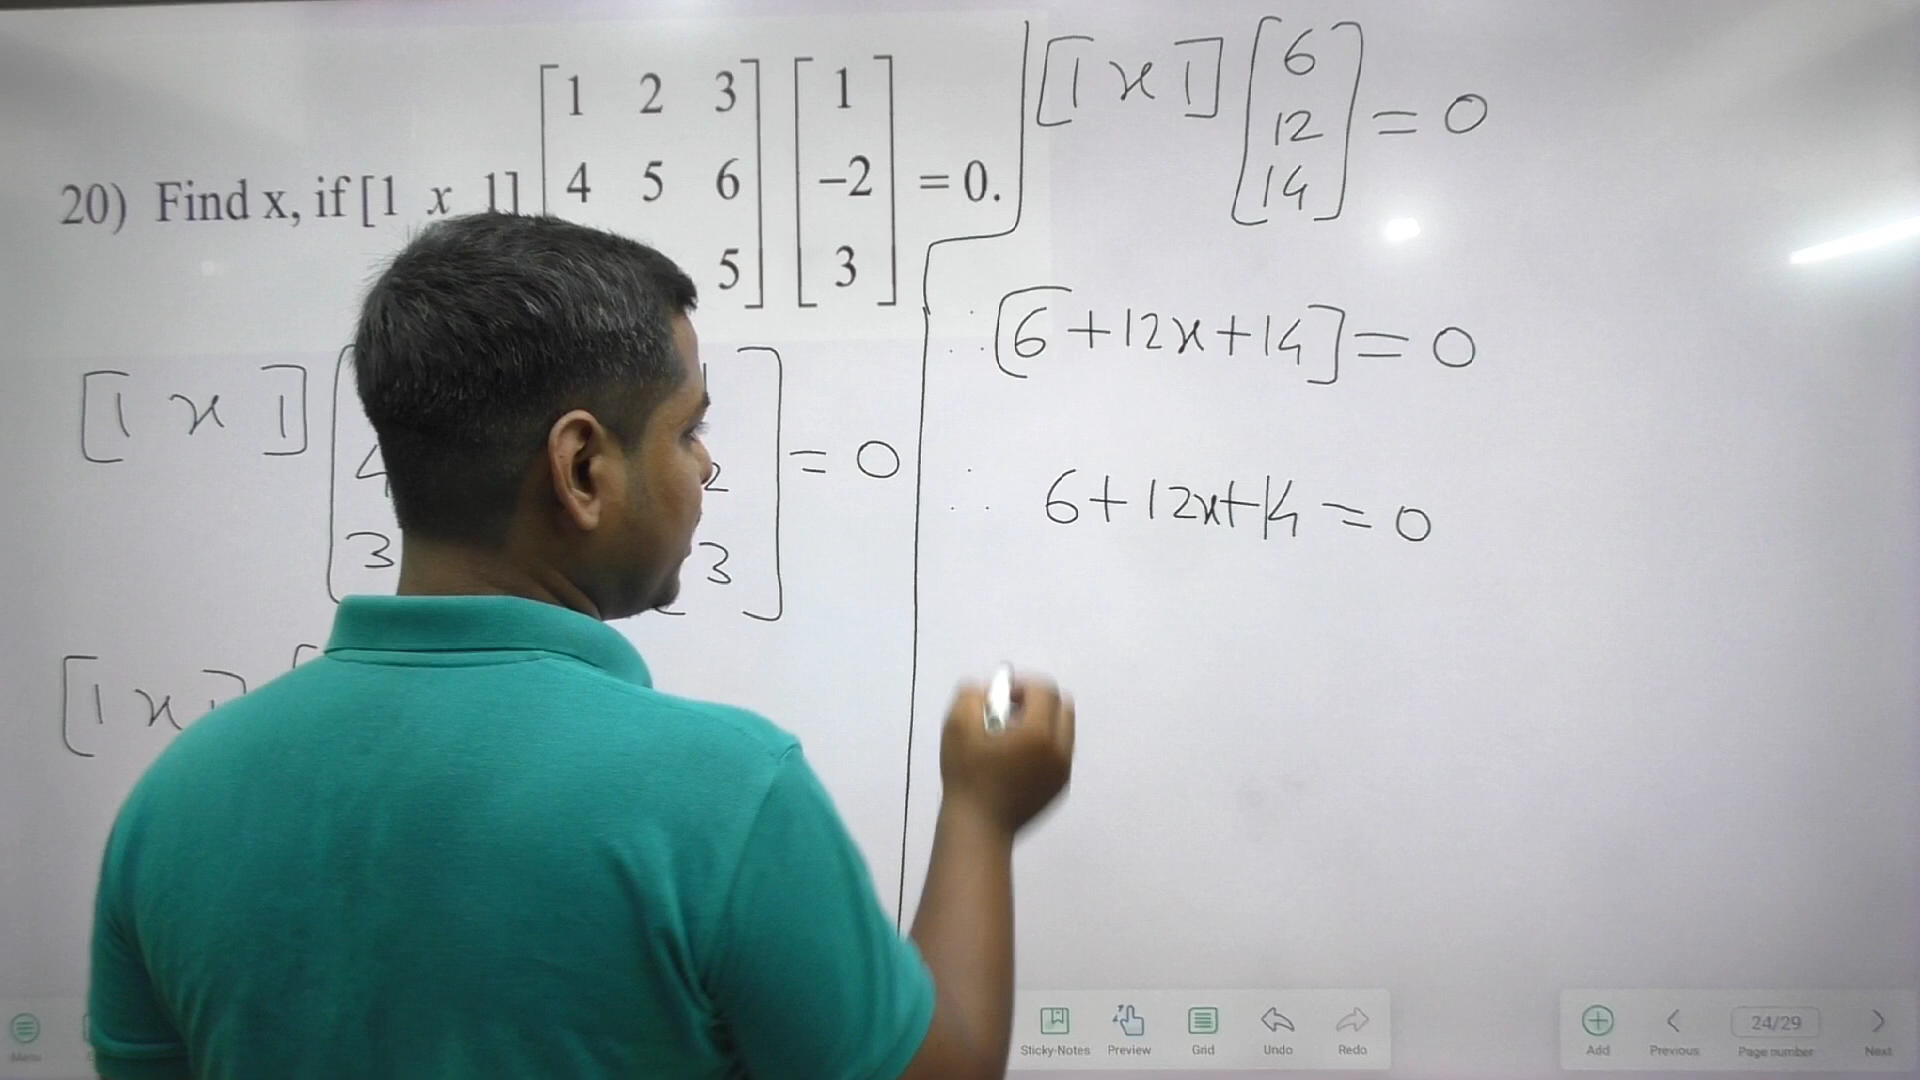 1 2 3 1
20) Find x, if [1 x 1] 4 5 6 -2 = 0.
5 3
[1 x 1] 4 2 = 0
3 3
[1 x 1]
[1 x 1] [6 12 14] = 0
∴ [6+12x+14] = 0
∴ 6+12x+14 = 0
Menu
Sticky-Notes Preview Grid Undo Redo
24/29
Add Previous Page number Next